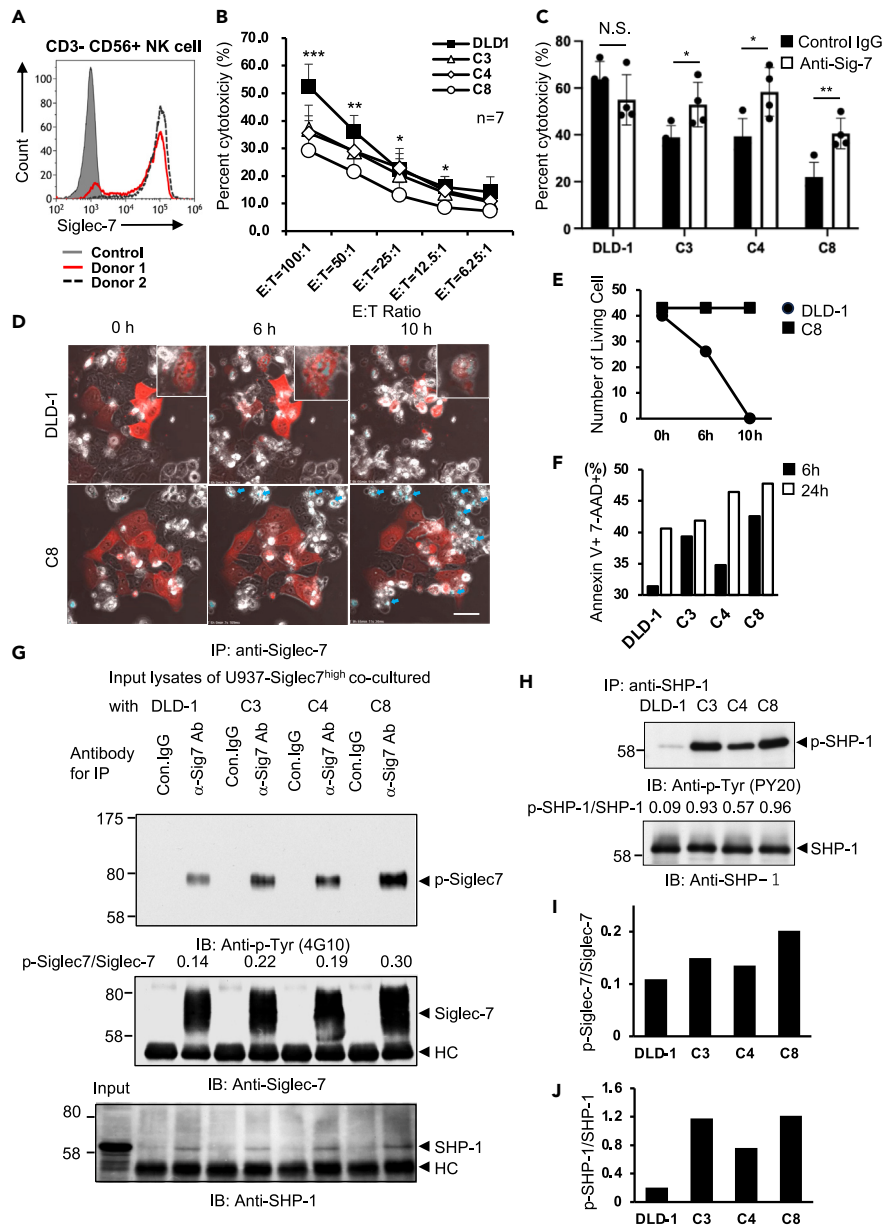 A
CD3- CD56+ NK cell
Count
100
80
60
40
20
0
10² 10³ 10⁴ 10⁵ 10⁶
Siglec-7
Control
Donor 1
Donor 2
B
Percent cytotoxiciy (%)
70.0
60.0
50.0
40.0
30.0
20.0
10.0
0.0
***
**
*
*
DLD1
C3
C4
C8
n=7
E:T=100:1
E:T=50:1
E:T=25:1
E:T=12.5:1
E:T=6.25:1
E:T Ratio
C
Percent cytotoxicity (%)
80
60
40
20
0
N.S.
*
*
**
Control IgG
Anti-Sig-7
DLD-1 C3 C4 C8
D
0 h 6 h 10 h
DLD-1
C8
E
Number of Living Cell
50
40
30
20
10
0
0h 6h 10h
DLD-1
C8
F
Annexin V+ 7-AAD+
(%)
50
45
40
35
30
6h
24h
DLD-1
C3
C4
C8
G
IP: anti-Siglec-7
Input lysates of U937-Siglec7ʰⁱᵍʰ co-cultured
with DLD-1 C3 C4 C8
Antibody
for IP
Con.IgG
α-Sig7 Ab
Con.IgG
α-Sig7 Ab
Con.IgG
α-Sig7 Ab
Con.IgG
α-Sig7 Ab
175
80
58
p-Siglec7
IB: Anti-p-Tyr (4G10)
p-Siglec7/Siglec-7 0.14 0.22 0.19 0.30
80
58
Siglec-7
HC
IB: Anti-Siglec-7
Input
80
58
SHP-1
HC
IB: Anti-SHP-1
H
IP: anti-SHP-1
DLD-1 C3 C4 C8
58
p-SHP-1
IB: Anti-p-Tyr (PY20)
p-SHP-1/SHP-1 0.09 0.93 0.57 0.96
58
SHP-1
IB: Anti-SHP-1
I
p-Siglec-7/Siglec-7
0.2
0.1
0
DLD-1 C3 C4 C8
J
p-SHP-1/SHP-1
1.6
1.2
0.8
0.4
0
DLD-1 C3 C4 C8